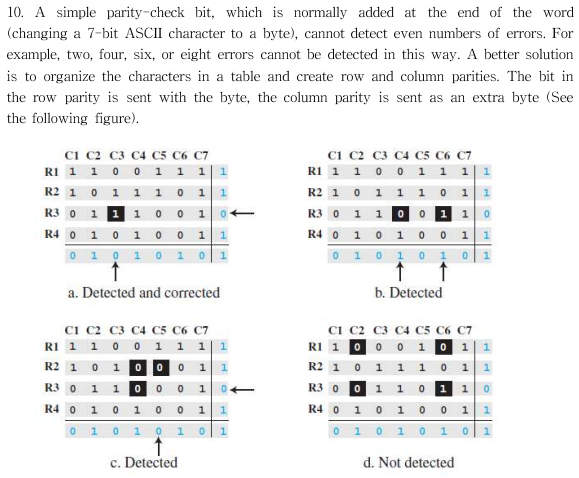 10. A simple parity-check bit, which is normally added at the end of the word
(changing a 7-bit ASCII character to a byte), cannot detect even numbers of errors. For
example, two, four, six, or eight errors cannot be detected in this way. A better solution
is to organize the characters in a table and create row and column parities. The bit in
the row parity is sent with the byte, the column parity is sent as an extra byte (See
the following figure).
C1 C2 C3 C4 C5 C6 C7
R1 1 1 0 0 1 1 1 1
R2 1 0 1 1 1 0 1 1
R3 0 1 1 1 0 0 1 0
R4 0 1 0 1 0 0 1 1
0 1 0 1 0 1 0 1
a. Detected and corrected
C1 C2 C3 C4 C5 C6 C7
R1 1 1 0 0 1 1 1 1
R2 1 0 1 1 1 0 1 1
R3 0 1 1 0 0 1 1 0
R4 0 1 0 1 0 0 1 1
0 1 0 1 0 1 0 1
b. Detected
C1 C2 C3 C4 C5 C6 C7
R1 1 1 0 0 1 1 1 1
R2 1 0 1 0 0 0 1 1
R3 0 1 1 0 0 0 1 0
R4 0 1 0 1 0 0 1 1
0 1 0 1 0 1 0 1
c. Detected
C1 C2 C3 C4 C5 C6 C7
R1 1 0 0 0 1 0 1 1
R2 1 0 1 1 1 0 1 1
R3 0 0 1 1 0 1 1 0
R4 0 1 0 1 0 0 1 1
0 1 0 1 0 1 0 1
d. Not detected